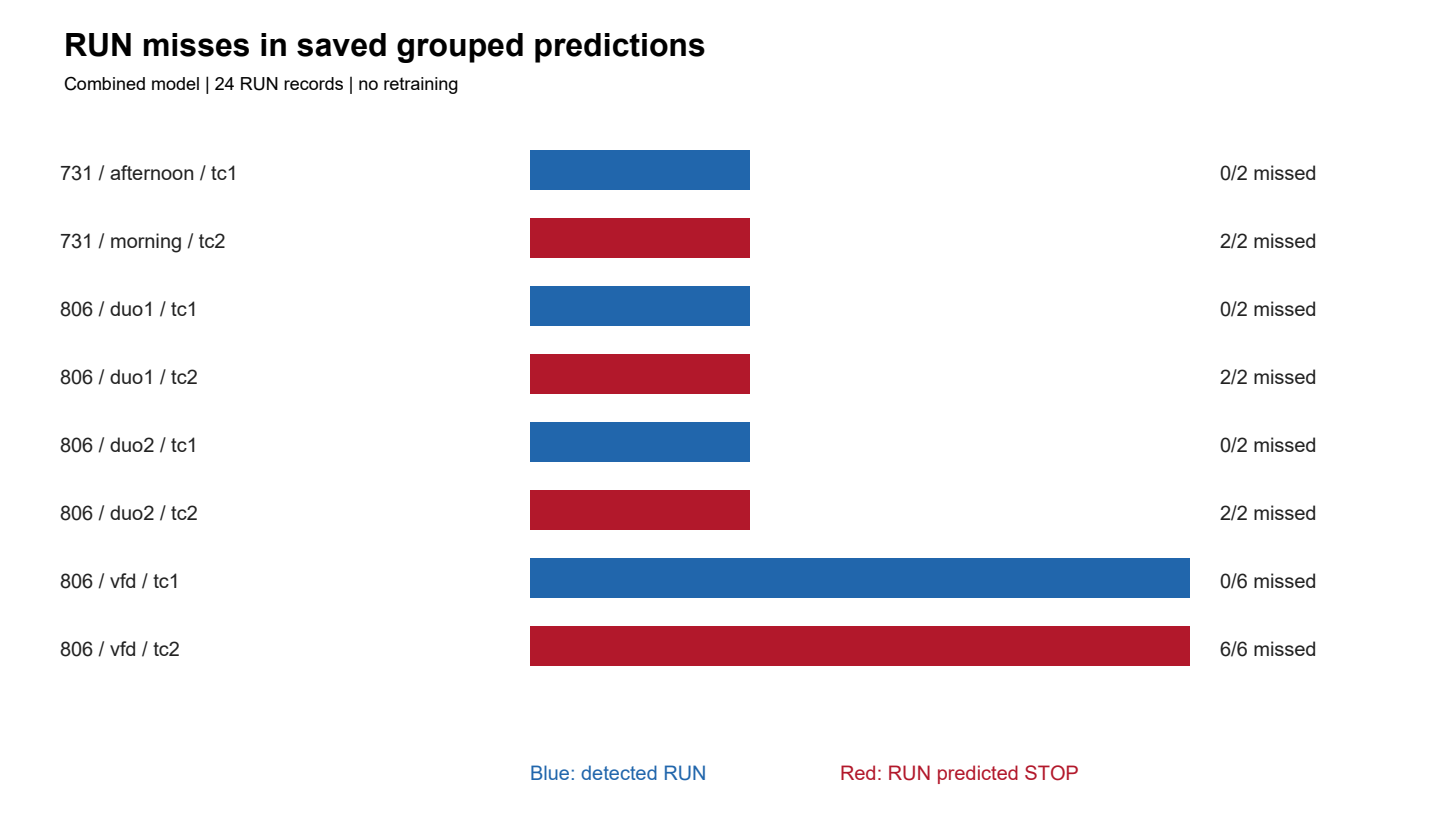 RUN misses in saved grouped predictions
Combined model | 24 RUN records | no retraining
731 / afternoon / tc1 0/2 missed
731 / morning / tc2 2/2 missed
806 / duo1 / tc1 0/2 missed
806 / duo1 / tc2 2/2 missed
806 / duo2 / tc1 0/2 missed
806 / duo2 / tc2 2/2 missed
806 / vfd / tc1 0/6 missed
806 / vfd / tc2 6/6 missed
Blue: detected RUN Red: RUN predicted STOP